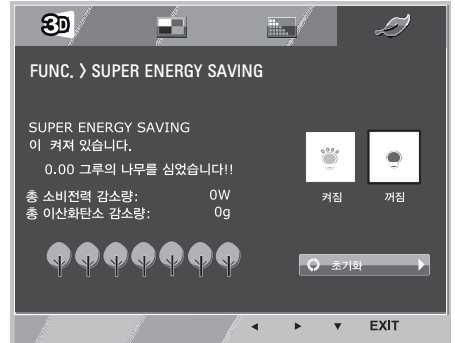 3D
FUNC. > SUPER ENERGY SAVING
SUPER ENERGY SAVING
이 켜져 있습니다.
0.00 그루의 나무를 심었습니다!!
총 소비전력 감소량: 0W
총 이산화탄소 감소량: 0g
켜짐 꺼짐
초기화
EXIT